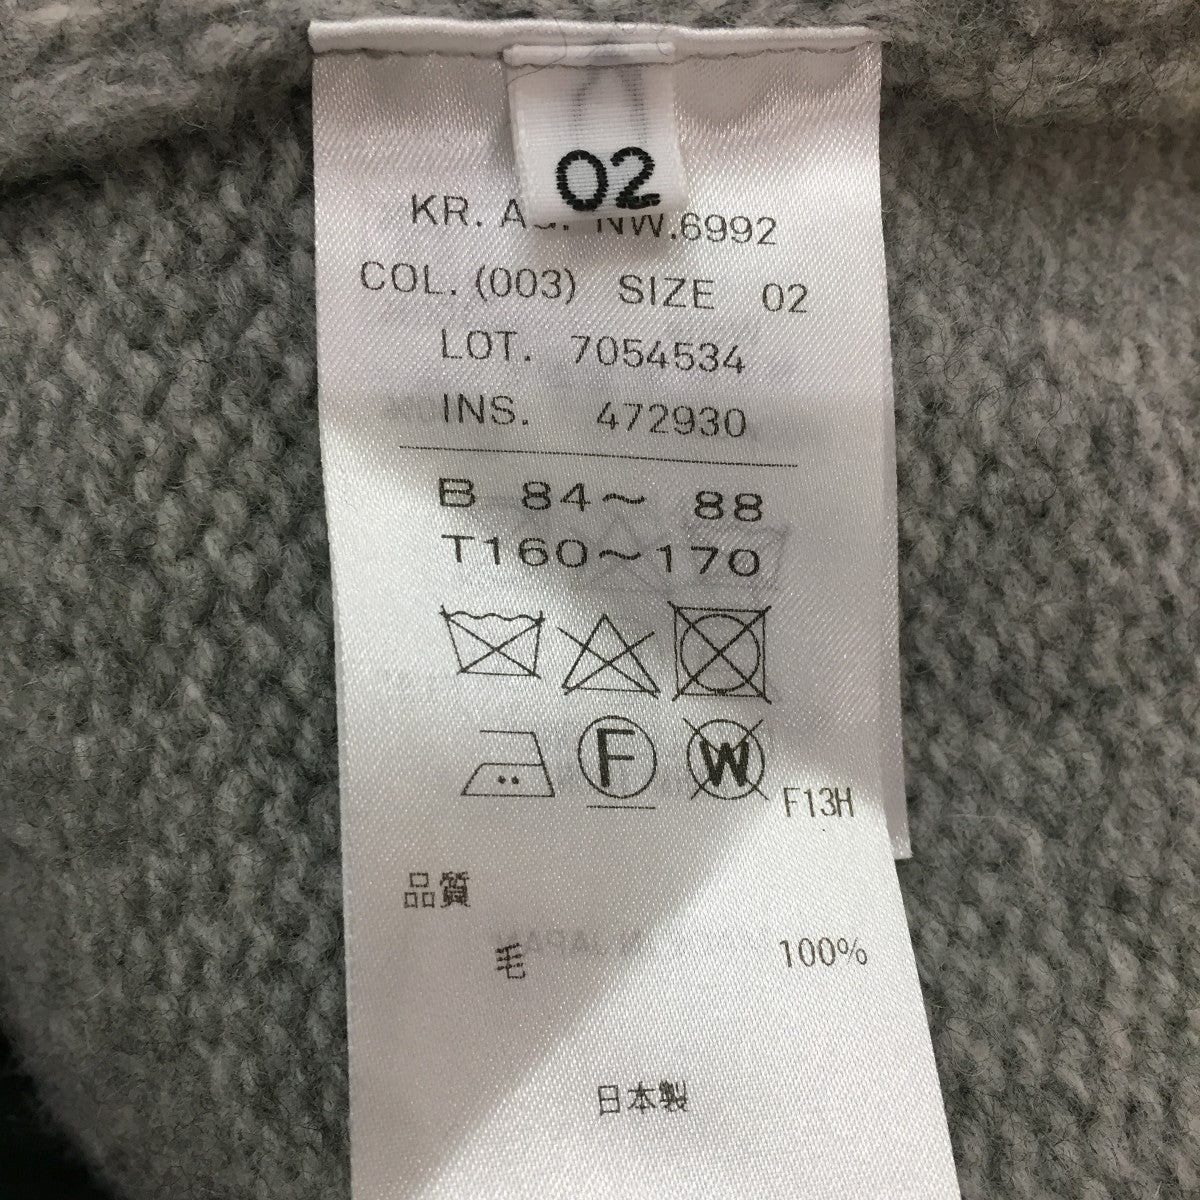 02
KR. NW.6992
COL. (003) SIZE 02
LOT. 7054534
INS. 472930
B 84～ 88
T160～170
F
W
F13H
品質
毛 100%
日本製